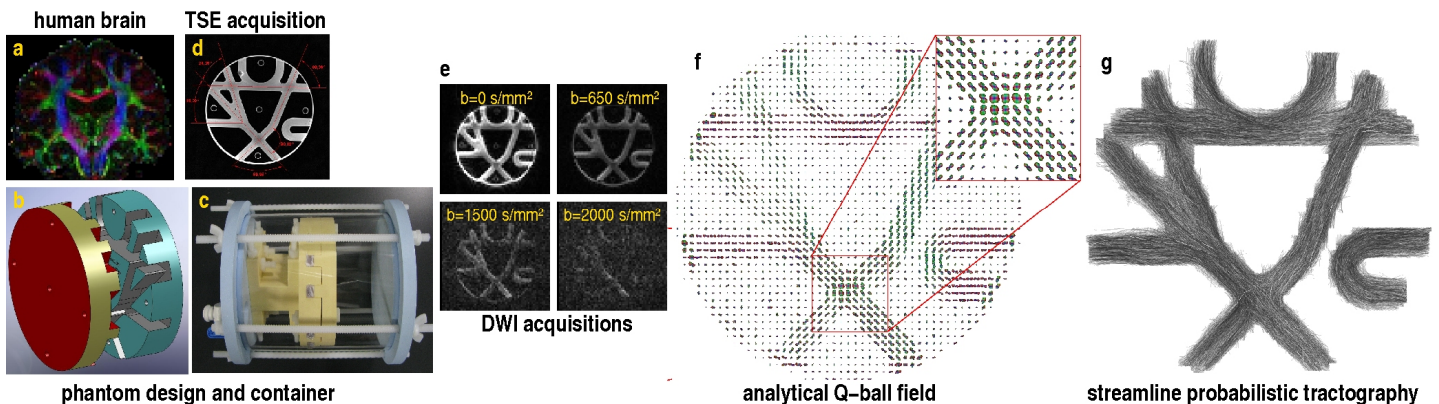 human brain
TSE acquisition
a
d
b
c
e
b=0 s/mm²
b=650 s/mm²
b=1500 s/mm²
b=2000 s/mm²
DWI acquisitions
f
g
phantom design and container
analytical Q-ball field
streamline probabilistic tractography